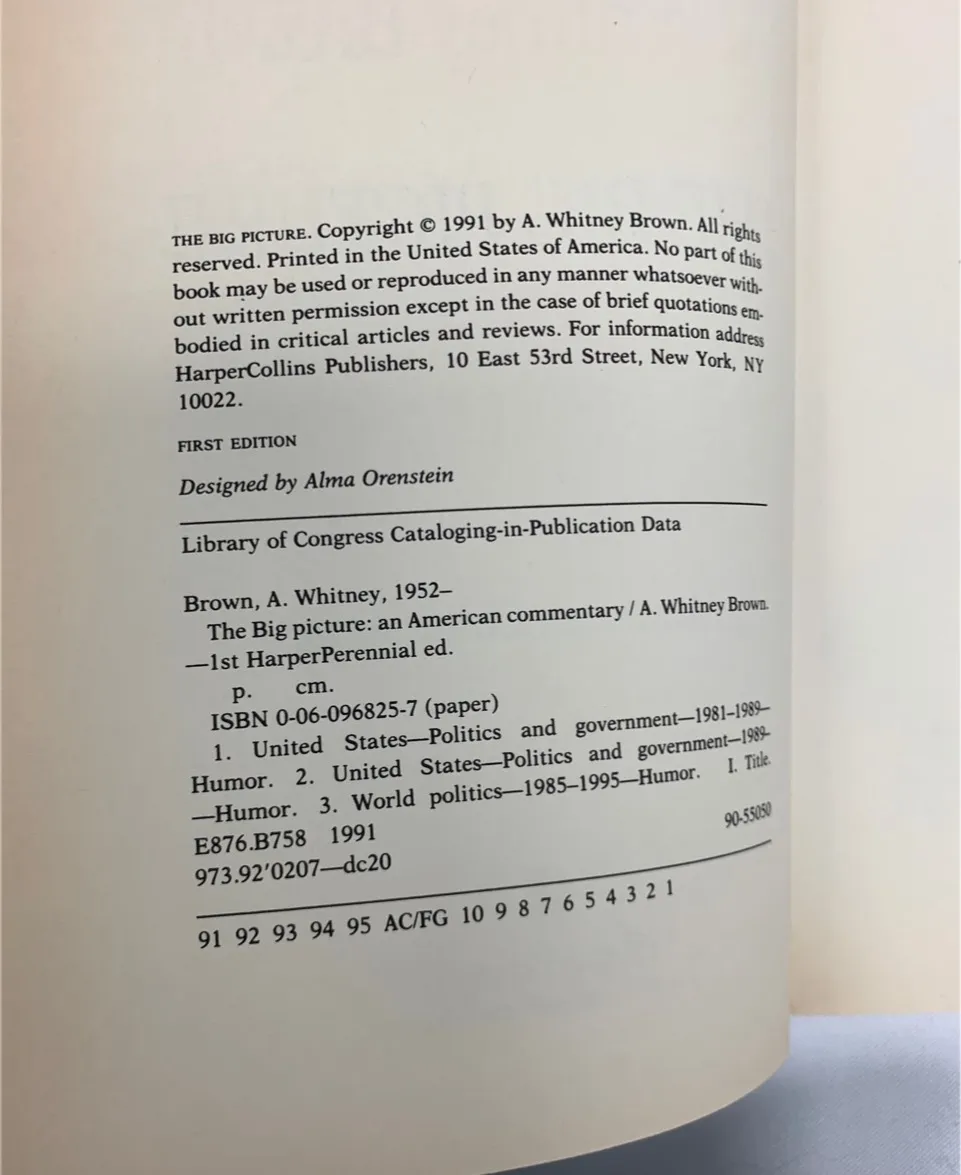 THE BIG PICTURE. Copyright © 1991 by A. Whitney Brown. All rights
reserved. Printed in the United States of America. No part of this
book may be used or reproduced in any manner whatsoever with-
out written permission except in the case of brief quotations em-
bodied in critical articles and reviews. For information address
HarperCollins Publishers, 10 East 53rd Street, New York, NY
10022.
FIRST EDITION
Designed by Alma Orenstein
Library of Congress Cataloging-in-Publication Data
Brown, A. Whitney, 1952–
The Big picture: an American commentary / A. Whitney Brown.
—1st HarperPerennial ed.
p. cm.
ISBN 0-06-096825-7 (paper)
1. United States—Politics and government—1981–1989–
Humor. 2. United States—Politics and government—1989-
—Humor. 3. World politics—1985–1995—Humor. I. Title.
E876.B758 1991
973.92'0207—dc20 90-55050
91 92 93 94 95 AC/FG 10 9 8 7 6 5 4 3 2 1